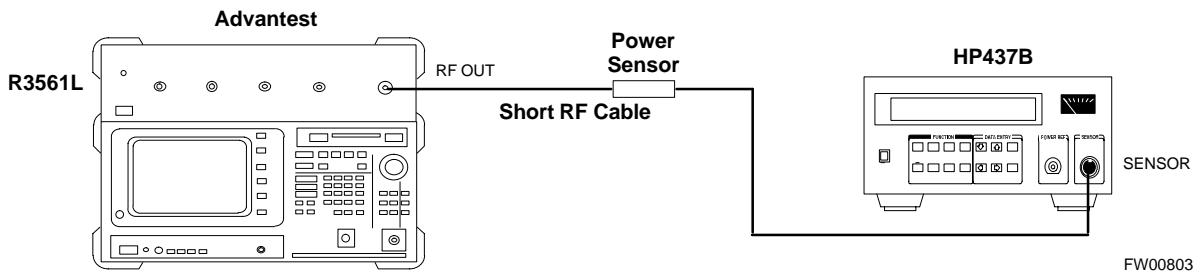 Advantest
R3561L
RF OUT
Power
Sensor
Short RF Cable
HP437B
FUNCTION
DATA ENTRY
POWER REF
SENSOR
SENSOR
FW00803